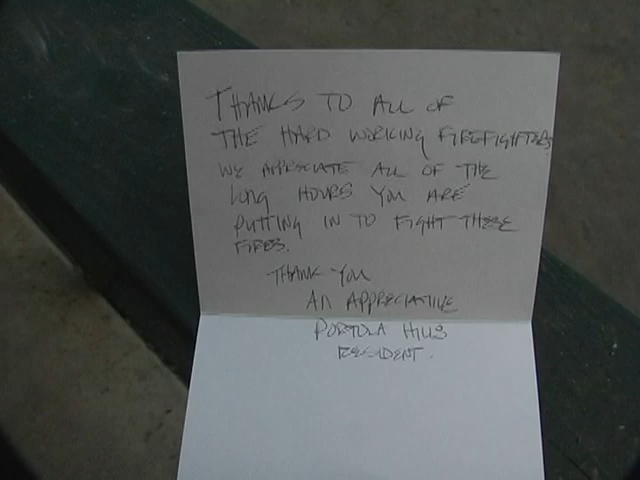 THANKS TO ALL OF
THE HARD WORKING FIREFIGHTERS
WE APPRECIATE ALL OF THE
LONG HOURS YOU ARE
PUTTING IN TO FIGHT THESE
FIRES.
THANK YOU
AN APPRECIATIVE
PORTOLA HILLS
RESIDENT.